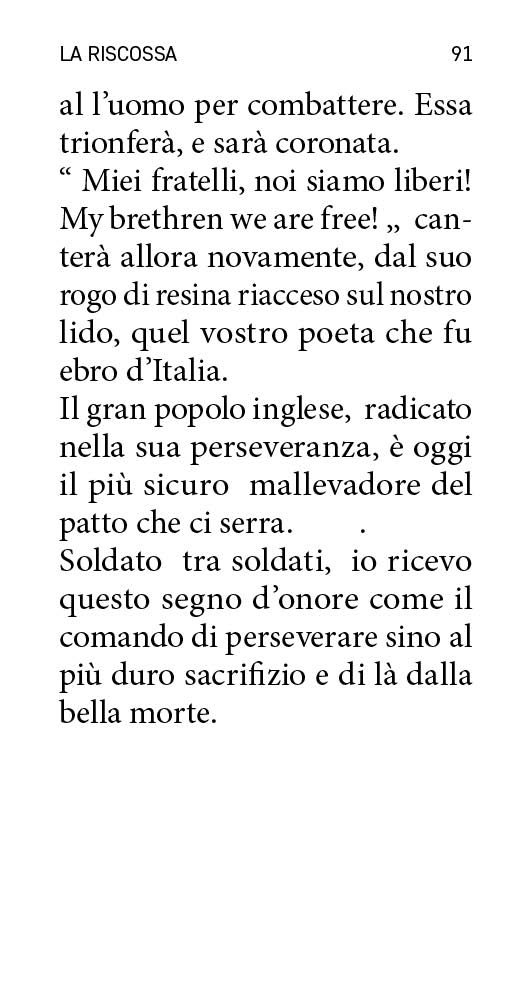 LA RISCOSSA 91
al l’uomo per combattere. Essa
trionferà, e sarà coronata.
“ Miei fratelli, noi siamo liberi!
My brethren we are free! „ can-
terà allora novamente, dal suo
rogo di resina riacceso sul nostro
lido, quel vostro poeta che fu
ebro d’Italia.
Il gran popolo inglese, radicato
nella sua perseveranza, è oggi
il più sicuro mallevadore del
patto che ci serra. .
Soldato tra soldati, io ricevo
questo segno d’onore come il
comando di perseverare sino al
più duro sacrifizio e di là dalla
bella morte.